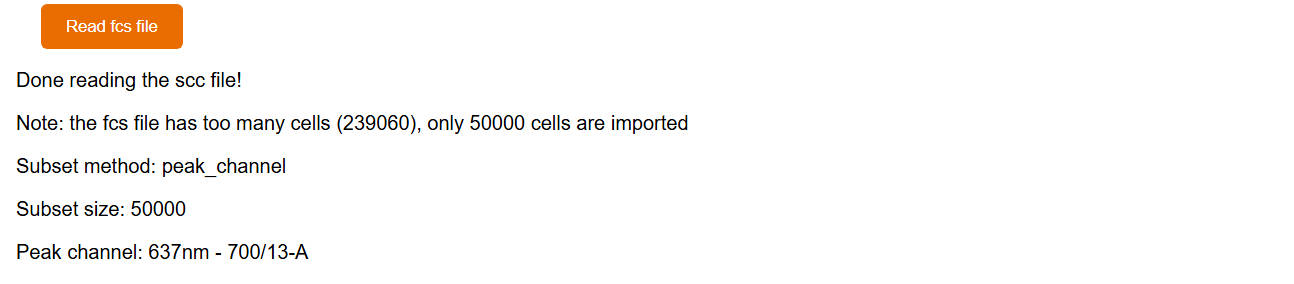 Read fcs file
Done reading the scc file!
Note: the fcs file has too many cells (239060), only 50000 cells are imported
Subset method: peak_channel
Subset size: 50000
Peak channel: 637nm - 700/13-A